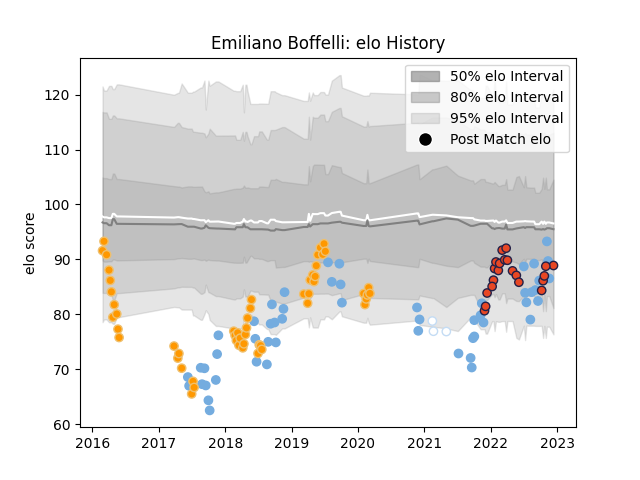 Emiliano Boffelli: elo History
elo score
120
110
100
90
80
70
60
50% elo Interval
80% elo Interval
95% elo Interval
Post Match elo
2016 2017 2018 2019 2020 2021 2022 2023